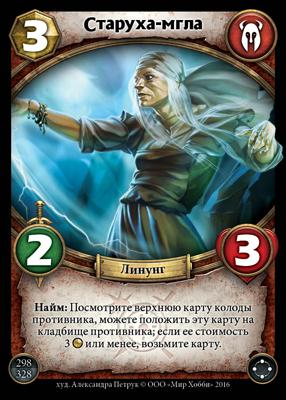 3
Старуха-мгла
2
3
Линунг
Найм: Посмотрите верхнюю карту колоды
противника, можете положить эту карту на
кладбище противника; если ее стоимость
3 или менее, возьмите карту.
298
328
худ. Александра Петрук © ООО «Мир Хобби» 2016